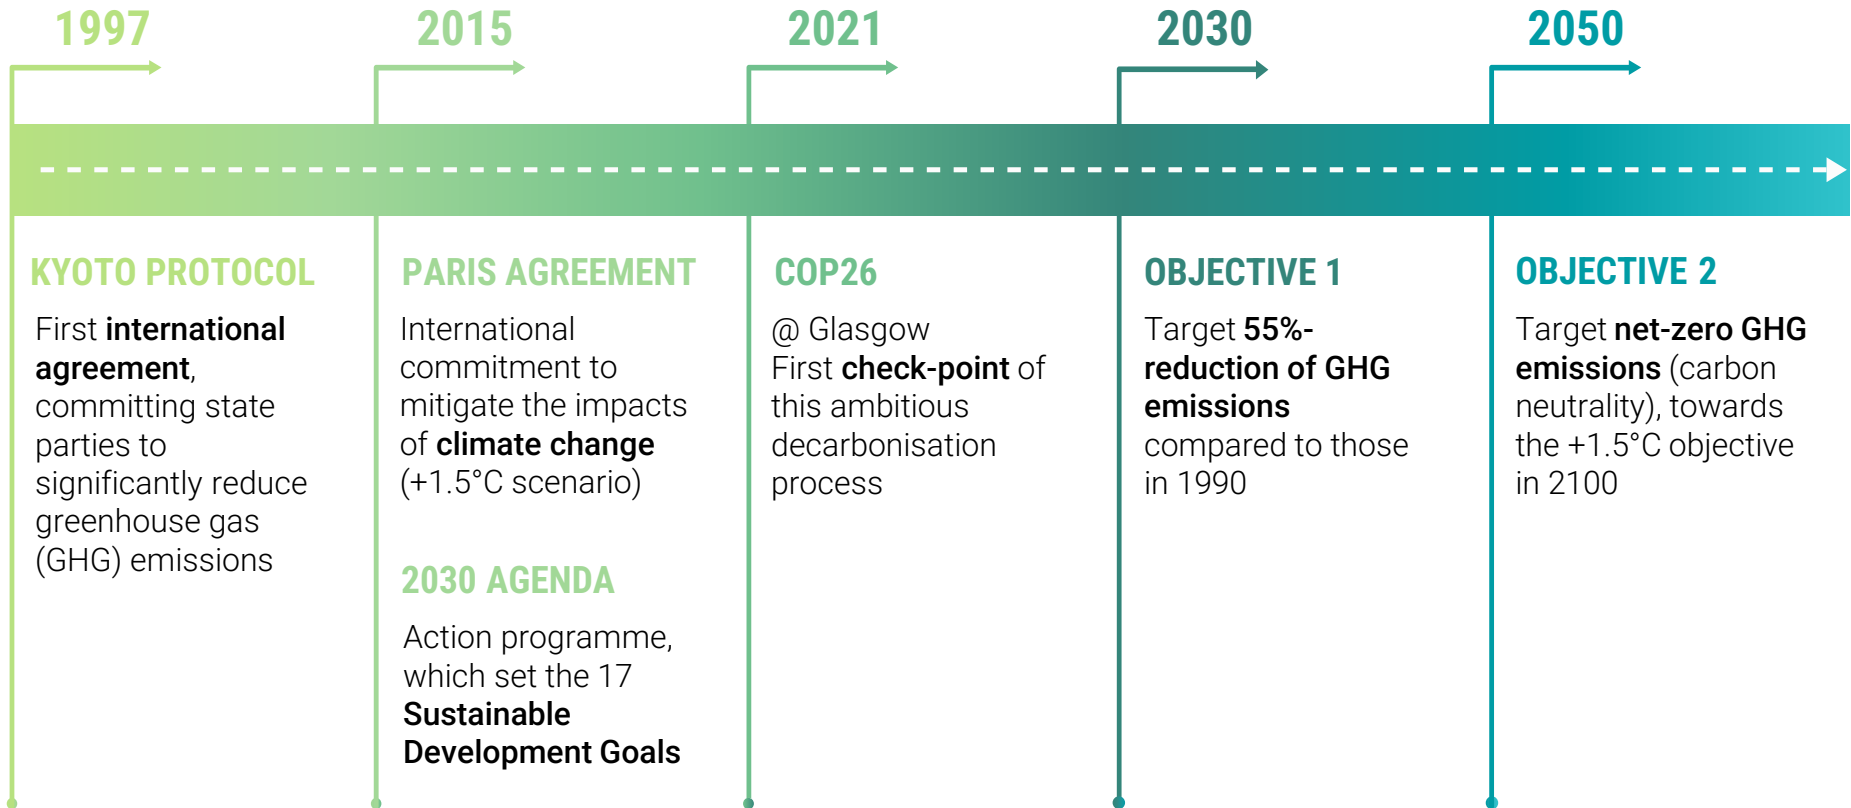 1997
KYOTO PROTOCOL
First international
agreement,
committing state
parties to
significantly reduce
greenhouse gas
(GHG) emissions
2015
PARIS AGREEMENT
International
commitment to
mitigate the impacts
of climate change
(+1.5°C scenario)
2030 AGENDA
Action programme,
which set the 17
Sustainable
Development Goals
2021
COP26
@ Glasgow
First check-point of
this ambitious
decarbonisation
process
2030
OBJECTIVE 1
Target 55%-
reduction of GHG
emissions
compared to those
in 1990
2050
OBJECTIVE 2
Target net-zero GHG
emissions (carbon
neutrality), towards
the +1.5°C objective
in 2100